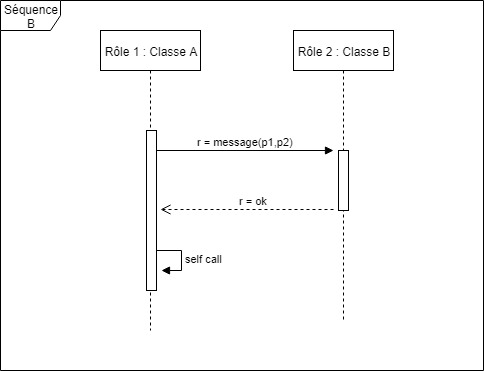 Séquence
B
Rôle 1 : Classe A
Rôle 2 : Classe B
r = message(p1,p2)
r = ok
self call